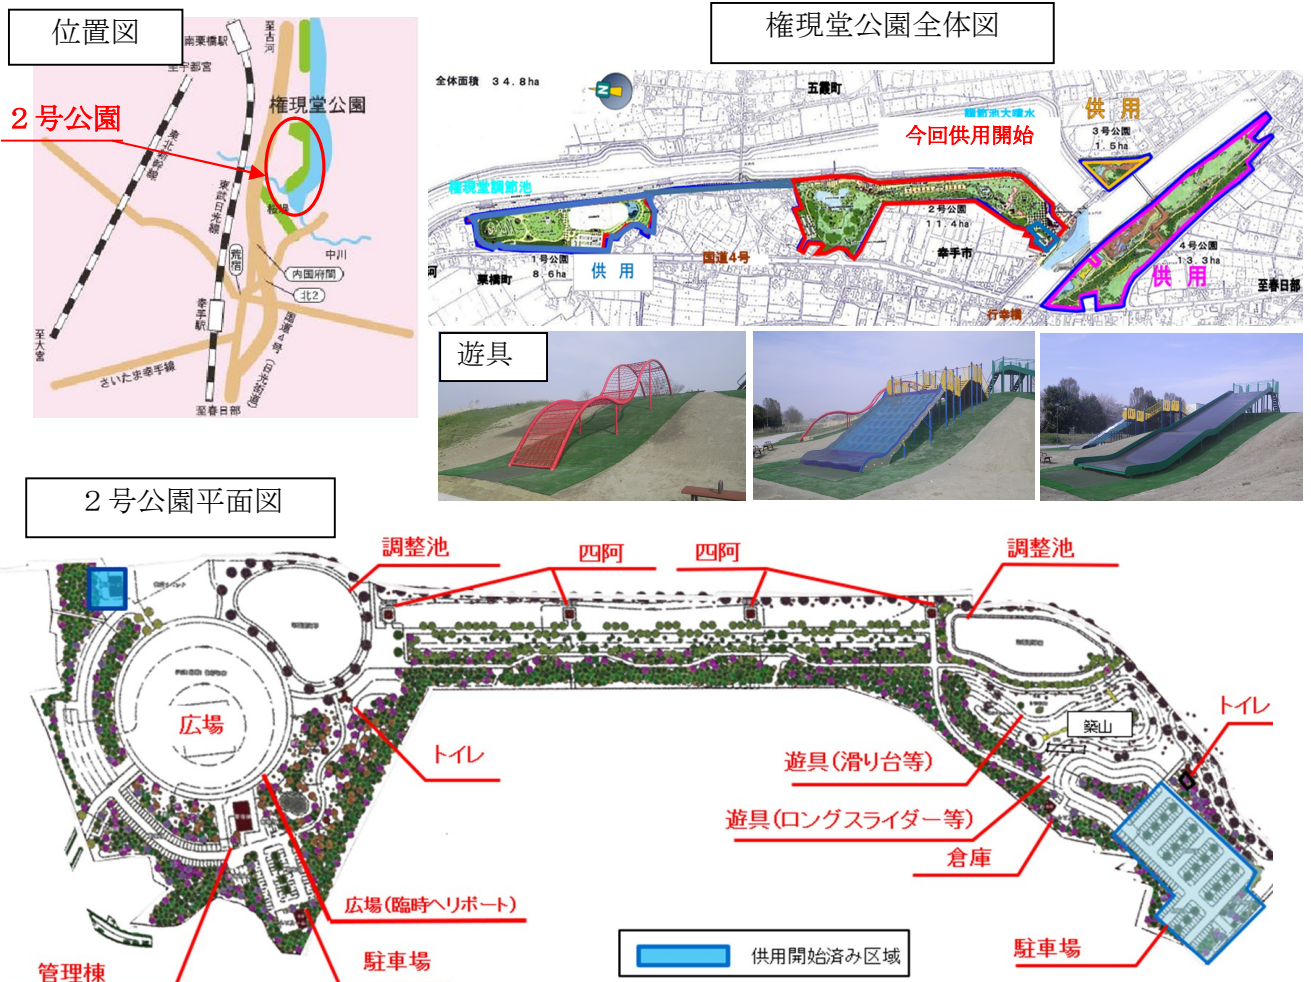 位置図
南栗橋駅
至宇都宮
至古河
権現堂公園
２号公園
東北新幹線
東武日光線
桜堤
中川
荒宿
内国府間
北2
幸手駅
国道4号（日光街道）
至大宮
さいたま幸手線
至春日部
権現堂公園全体図
全体面積 34.8ha
N
五霞町
調節池大噴水
供用
3号公園
1.5ha
今回供用開始
権現堂調節池
2号公園
11.4ha
1号公園
8.6ha
供用
国道4号
栗橋町
幸手市
4号公園
13.3ha
供用
至春日部
河
行幸橋
遊具
２号公園平面図
調整池
四阿
四阿
調整池
広場
トイレ
築山
トイレ
遊具(滑り台等)
遊具(ロングスライダー等)
倉庫
広場(臨時ヘリポート)
駐車場
管理棟
駐車場
供用開始済み区域